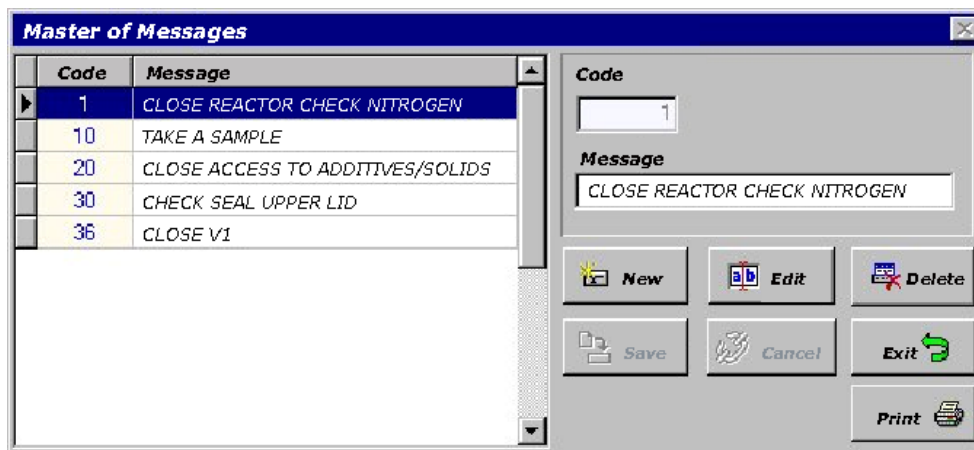 Master of Messages
Code Message
1 CLOSE REACTOR CHECK NITROGEN
10 TAKE A SAMPLE
20 CLOSE ACCESS TO ADDITIVES/SOLIDS
30 CHECK SEAL UPPER LID
36 CLOSE V1
Code
1
Message
CLOSE REACTOR CHECK NITROGEN
New
ab Edit
Delete
Save
Cancel
Exit
Print